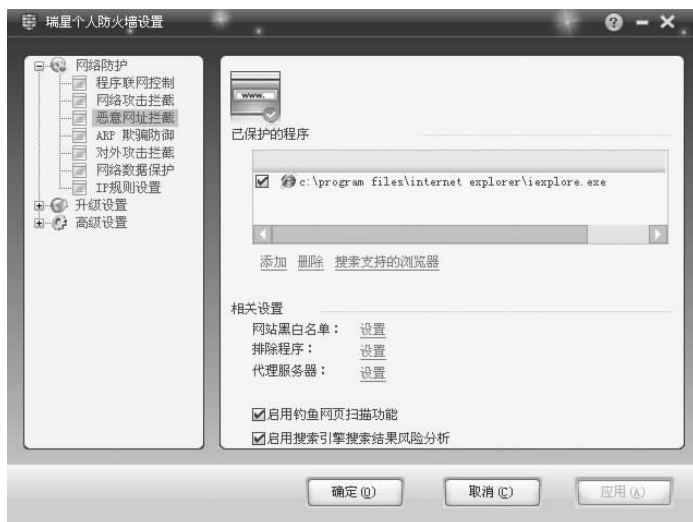 瑞星个人防火墙设置
网络防护
程序联网控制
网络攻击拦截
恶意网址拦截
ARP 欺骗防御
对外攻击拦截
网络数据保护
IP规则设置
升级设置
高级设置
www.
已保护的程序
c:\program files\internet explorer\iexplore.exe
添加 删除 搜索支持的浏览器
相关设置
网站黑白名单： 设置
排除程序： 设置
代理服务器： 设置
启用钓鱼网页扫描功能
启用搜索引擎搜索结果风险分析
确定(O) 取消(C) 应用(A)